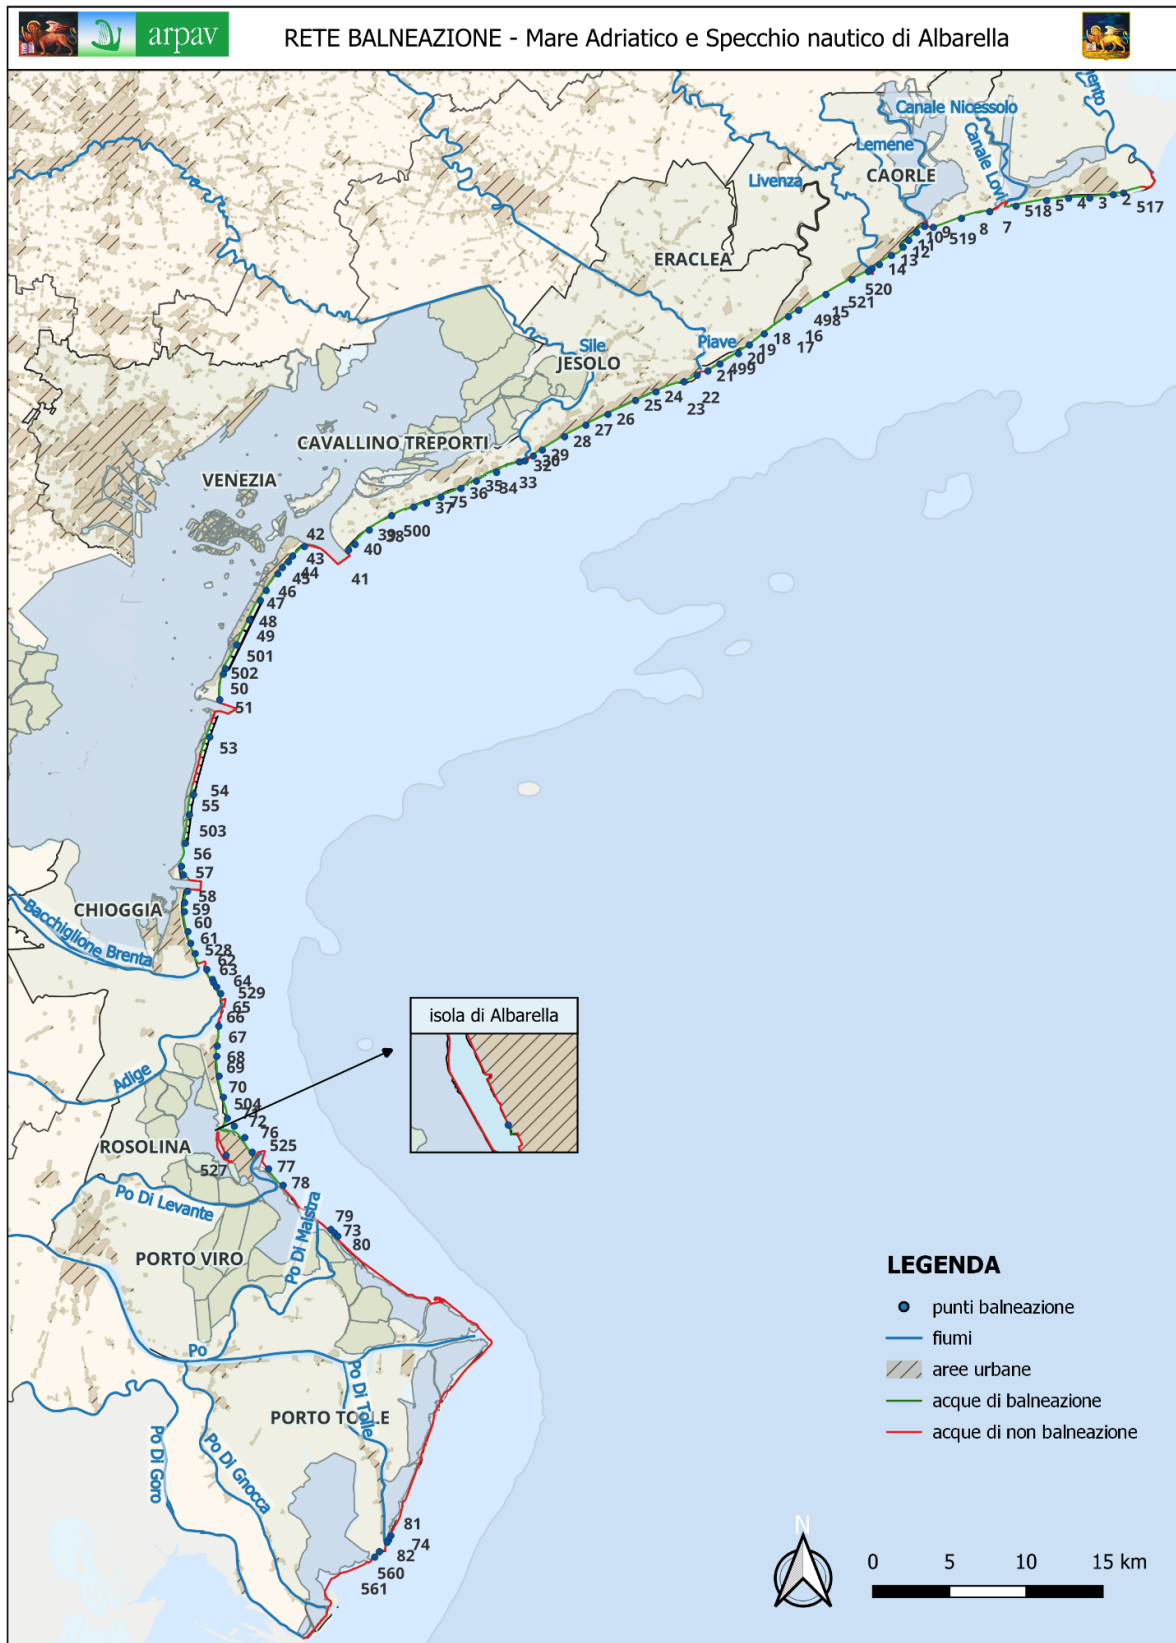 arpav
RETE BALNEAZIONE - Mare Adriatico e Specchio nautico di Albarella
Canale Nicessolo
Canale Lovi
Lemene
CAORLE
Livenza
ERACLEA
517
2
3
4
5
518
7
8
519
9
10
11
12
13
14
520
521
15
498
16
17
18
19
20
499
21
22
23
24
25
26
27
28
29
30
32
33
34
35
36
75
37
500
38
39
40
41
Piave
Sile
JESOLO
CAVALLINO TREPORTI
VENEZIA
42
43
44
45
46
47
48
49
501
502
50
51
53
54
55
503
56
57
58
59
60
61
528
62
63
64
529
65
66
67
68
69
70
504
71
72
76
525
527
77
78
79
73
80
CHIOGGIA
Bacchiglione Brenta
Adige
ROSOLINA
Po Di Levante
Po Di Maistra
PORTO VIRO
Po
Po Di Tolle
PORTO TOLLE
Po Di Goro
Po Di Gnocca
81
74
82
560
561
isola di Albarella
LEGENDA
punti balneazione
fiumi
aree urbane
acque di balneazione
acque di non balneazione
N
0 5 10 15 km